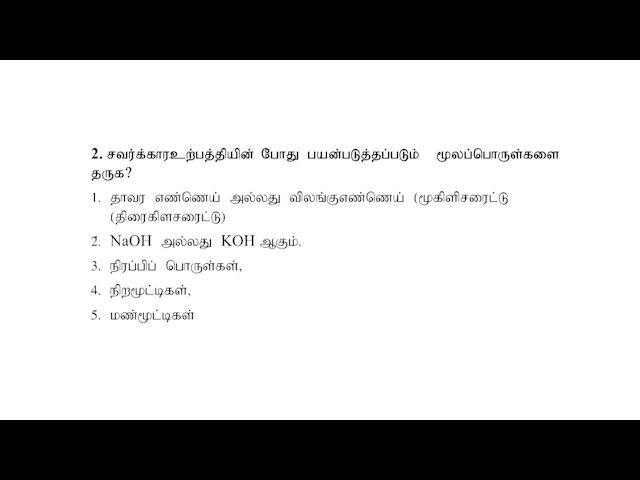 2. சவர்க்காரஉற்பத்தியின் போது பயன்படுத்தப்படும் மூலப்பொருள்களை
தருக?
1. தாவர எண்ணெய் அல்லது விலங்குஎண்ணெய் (மூகிளிசரைட்டு
(திரைகிளசரைட்டு)
2. NaOH அல்லது KOH ஆகும்.
3. நிரப்பிப் பொருள்கள்,
4. நிறமூட்டிகள்,
5. மண்மூட்டிகள்